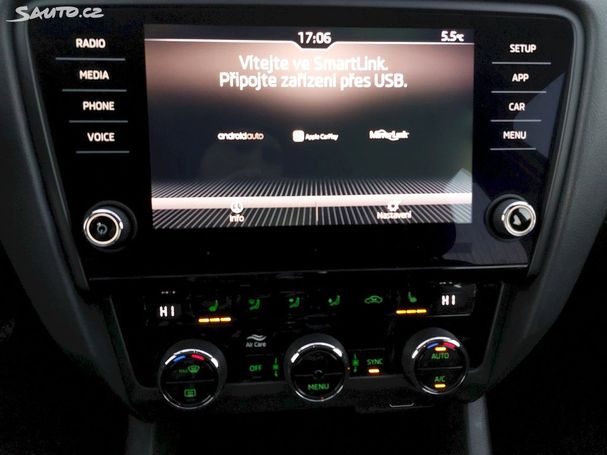 SAUTO.CZ
17:06
5.5°C
RADIO
MEDIA
PHONE
VOICE
Vítejte ve SmartLink.
Připojte zařízení přes USB.
androidauto
Apple CarPlay
MirrorLink
Info
Nastavení
SETUP
APP
CAR
MENU
HI
HI
Air Care
MAX
OFF
MENU
SYNC
AUTO
A/C